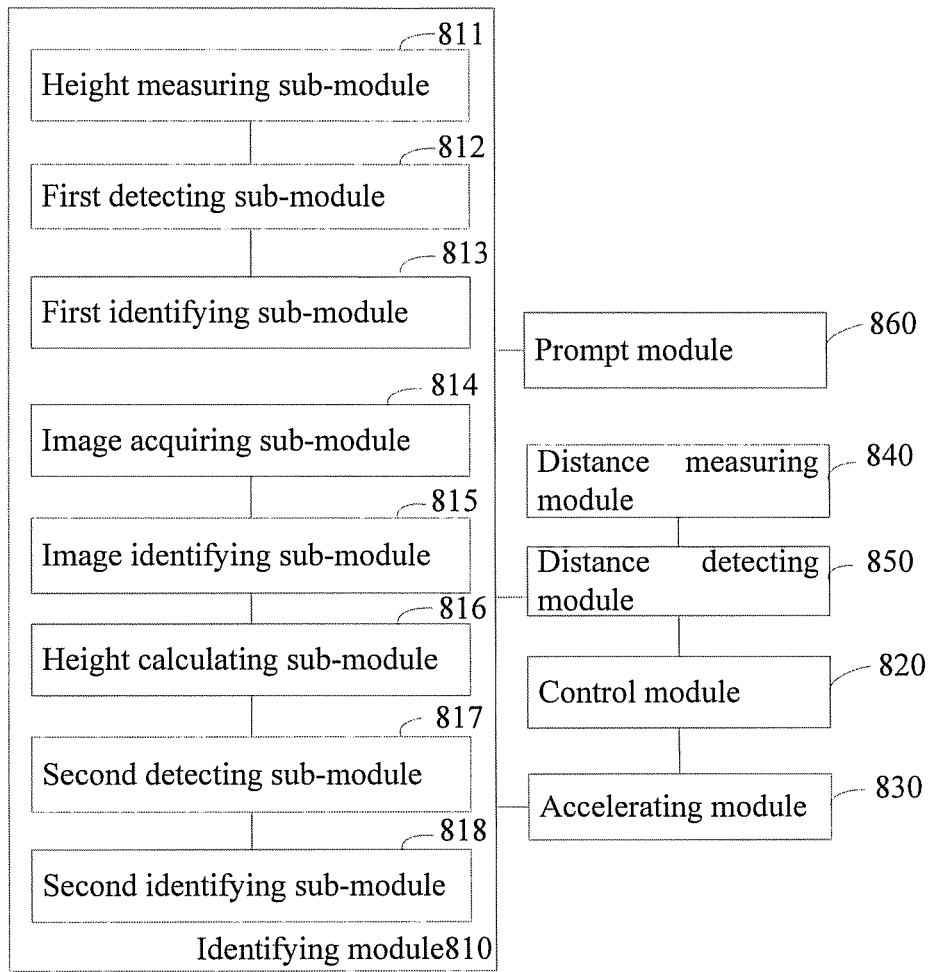 811
Height measuring sub-module
812
First detecting sub-module
813
First identifying sub-module
814
Image acquiring sub-module
815
Image identifying sub-module
816
Height calculating sub-module
817
Second detecting sub-module
818
Second identifying sub-module
Identifying module810
860
Prompt module
840
Distance measuring
module
850
Distance detecting
module
820
Control module
830
Accelerating module